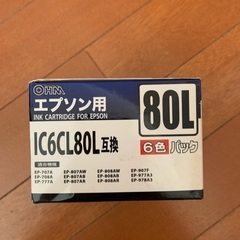 OHM
エプソン用
INK CARTRIDGE FOR EPSON
80L
IC6CL80L互換
6色パック
EP-707A EP-807AW EP-808AW EP-907F
EP-708A EP-807AB EP-808AB EP-977A3
EP-777A EP-807AR EP-808AR EP-978A3